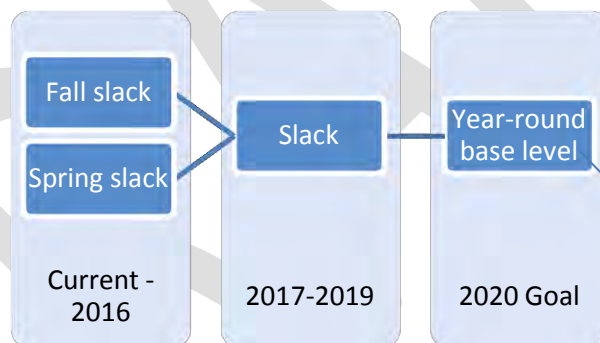 Fall slack
Spring slack
Current -
2016
Slack
2017-2019
Year-round
base level
2020 Goal